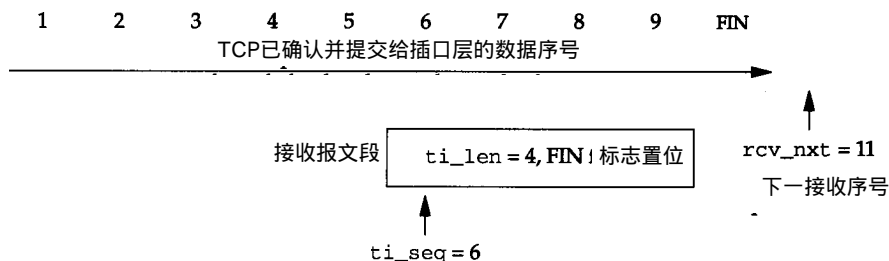 1 2 3 4 5 6 7 8 9 FIN
TCP已确认并提交给插口层的数据序号
接收报文段 ti_len = 4, FIN 标志置位 rcv_nxt = 11
下一接收序号
ti_seq = 6